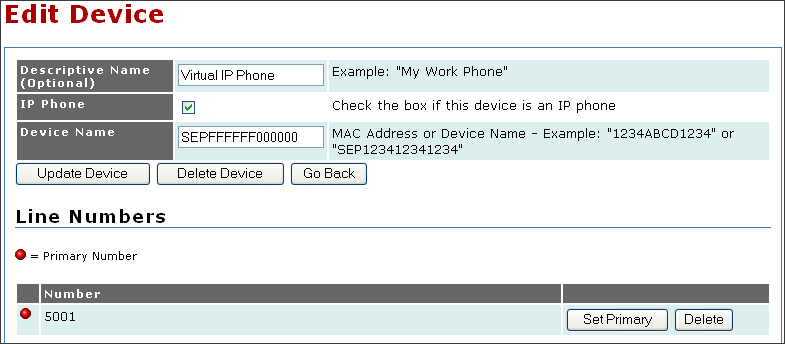 Edit Device
Descriptive Name
(Optional)
Virtual IP Phone
Example: "My Work Phone"
IP Phone
Check the box if this device is an IP phone
Device Name
SEPFFFFFF000000
MAC Address or Device Name - Example: "1234ABCD1234" or
"SEP123412341234"
Update Device Delete Device Go Back
Line Numbers
= Primary Number
Number
5001 Set Primary Delete